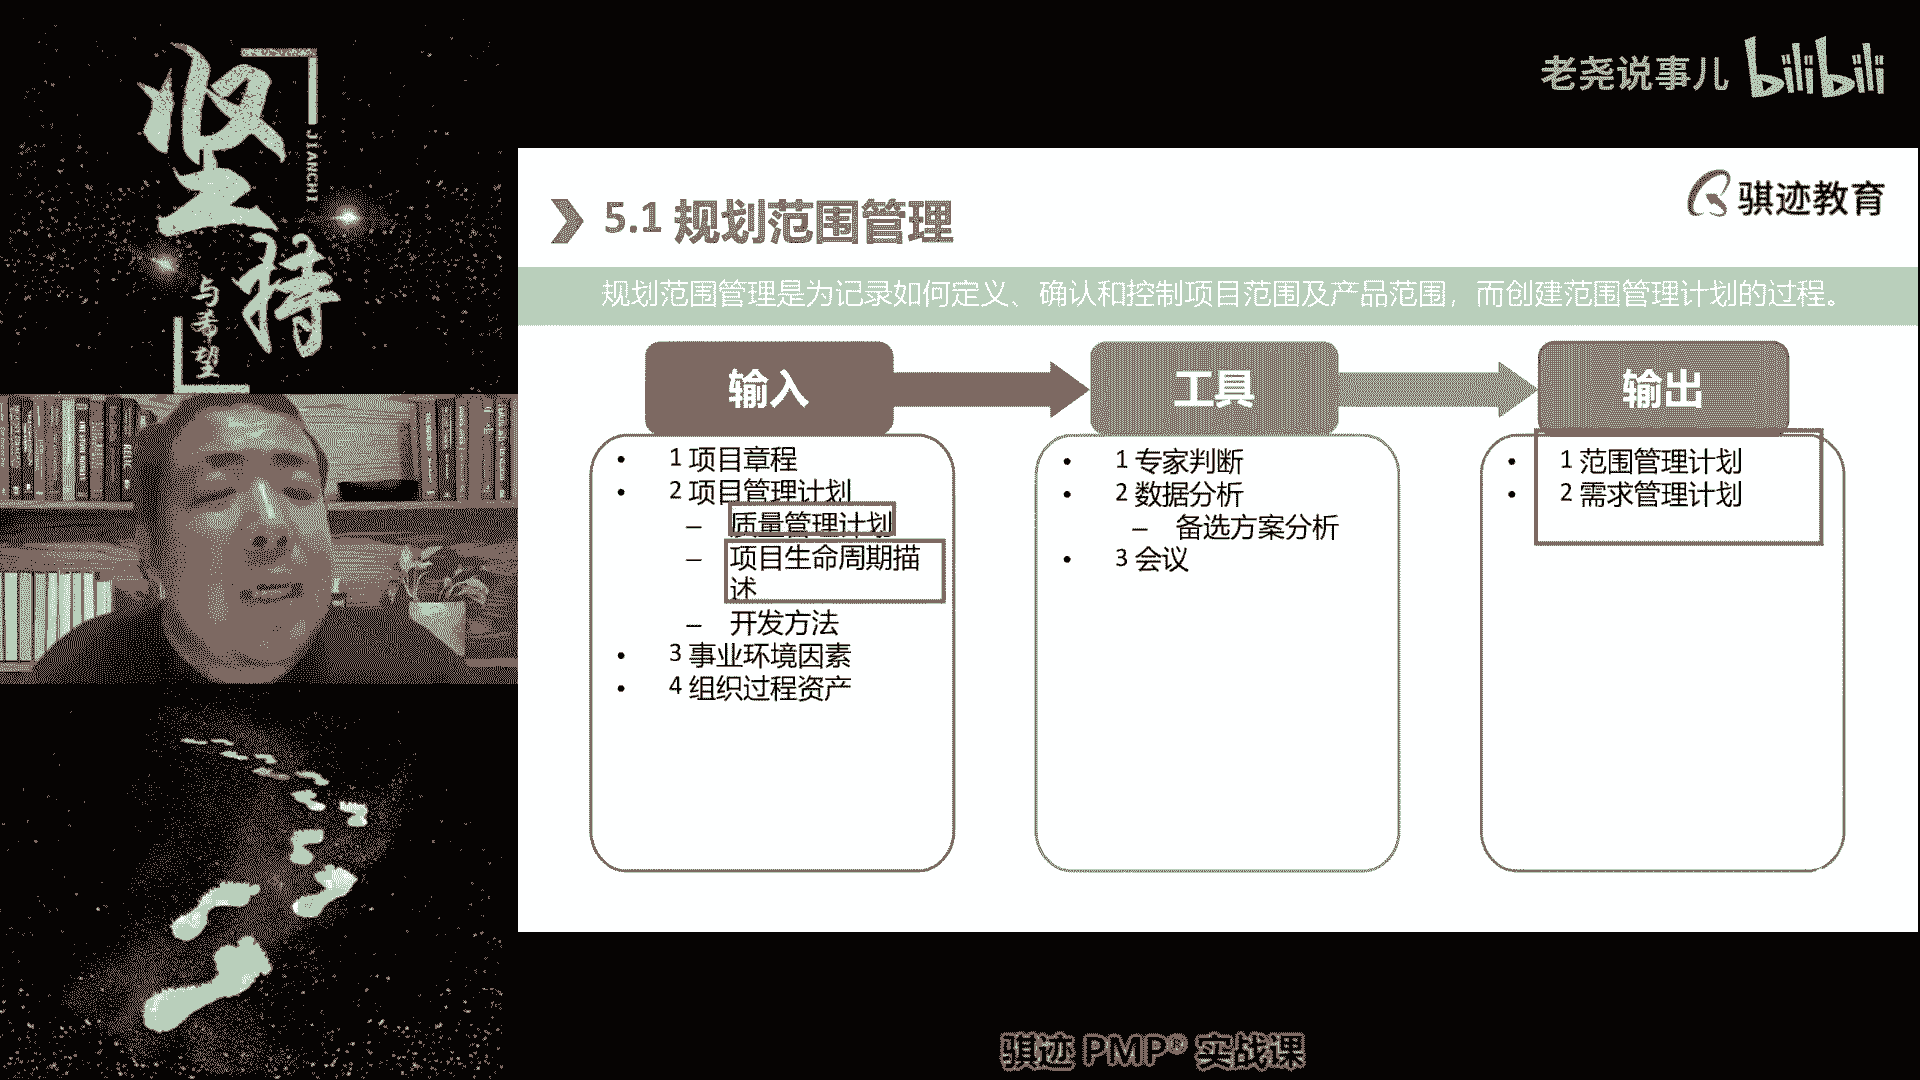 坚持
JIANCHI
与希望
老尧说事儿 bilibili
骐迹教育
5.1 规划范围管理
规划范围管理是为记录如何定义、确认和控制项目范围及产品范围，而创建范围管理计划的过程。
输入
• 1 项目章程
• 2 项目管理计划
– 质量管理计划
– 项目生命周期描
述
– 开发方法
• 3 事业环境因素
• 4 组织过程资产
工具
• 1 专家判断
• 2 数据分析
– 备选方案分析
• 3 会议
输出
• 1 范围管理计划
• 2 需求管理计划
骐迹 PMP® 实战课